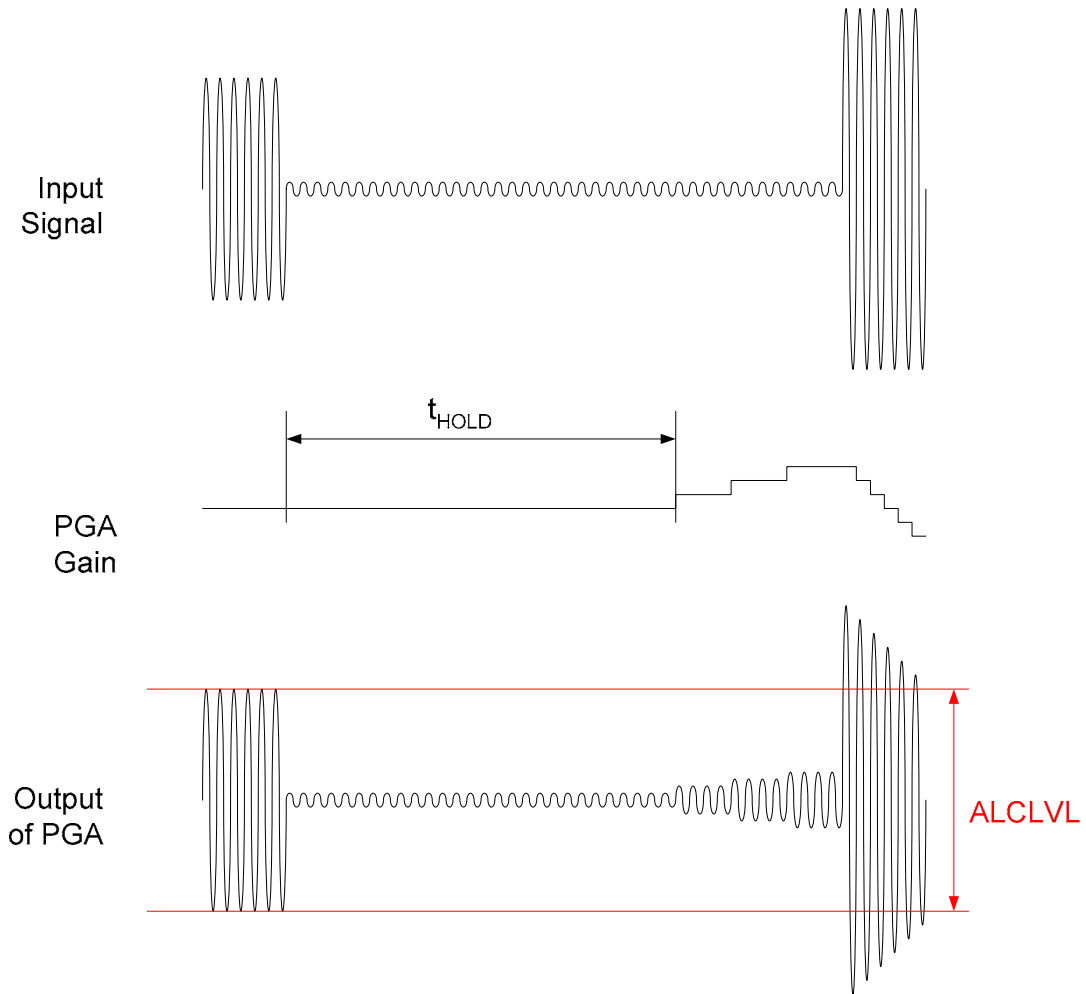 Input
Signal
tHOLD
PGA
Gain
Output
of PGA
ALCLVL